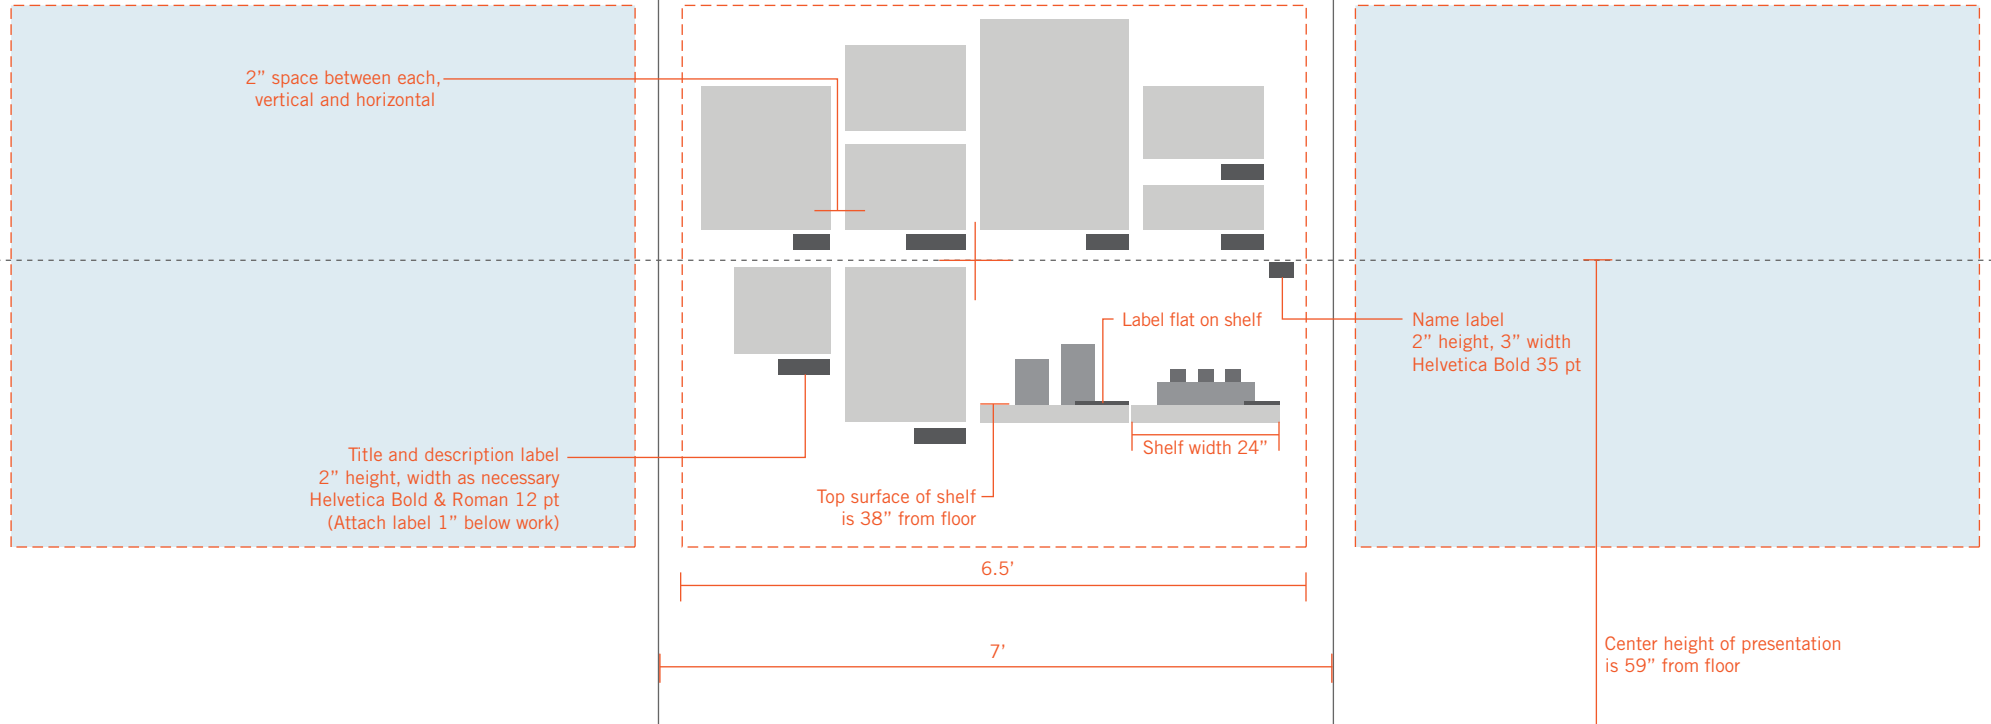 2” space between each,
vertical and horizontal
Label flat on shelf
Name label
2” height, 3” width
Helvetica Bold 35 pt
Shelf width 24”
Title and description label
2” height, width as necessary
Helvetica Bold & Roman 12 pt
(Attach label 1” below work)
Top surface of shelf
is 38” from floor
6.5’
7’
Center height of presentation
is 59” from floor